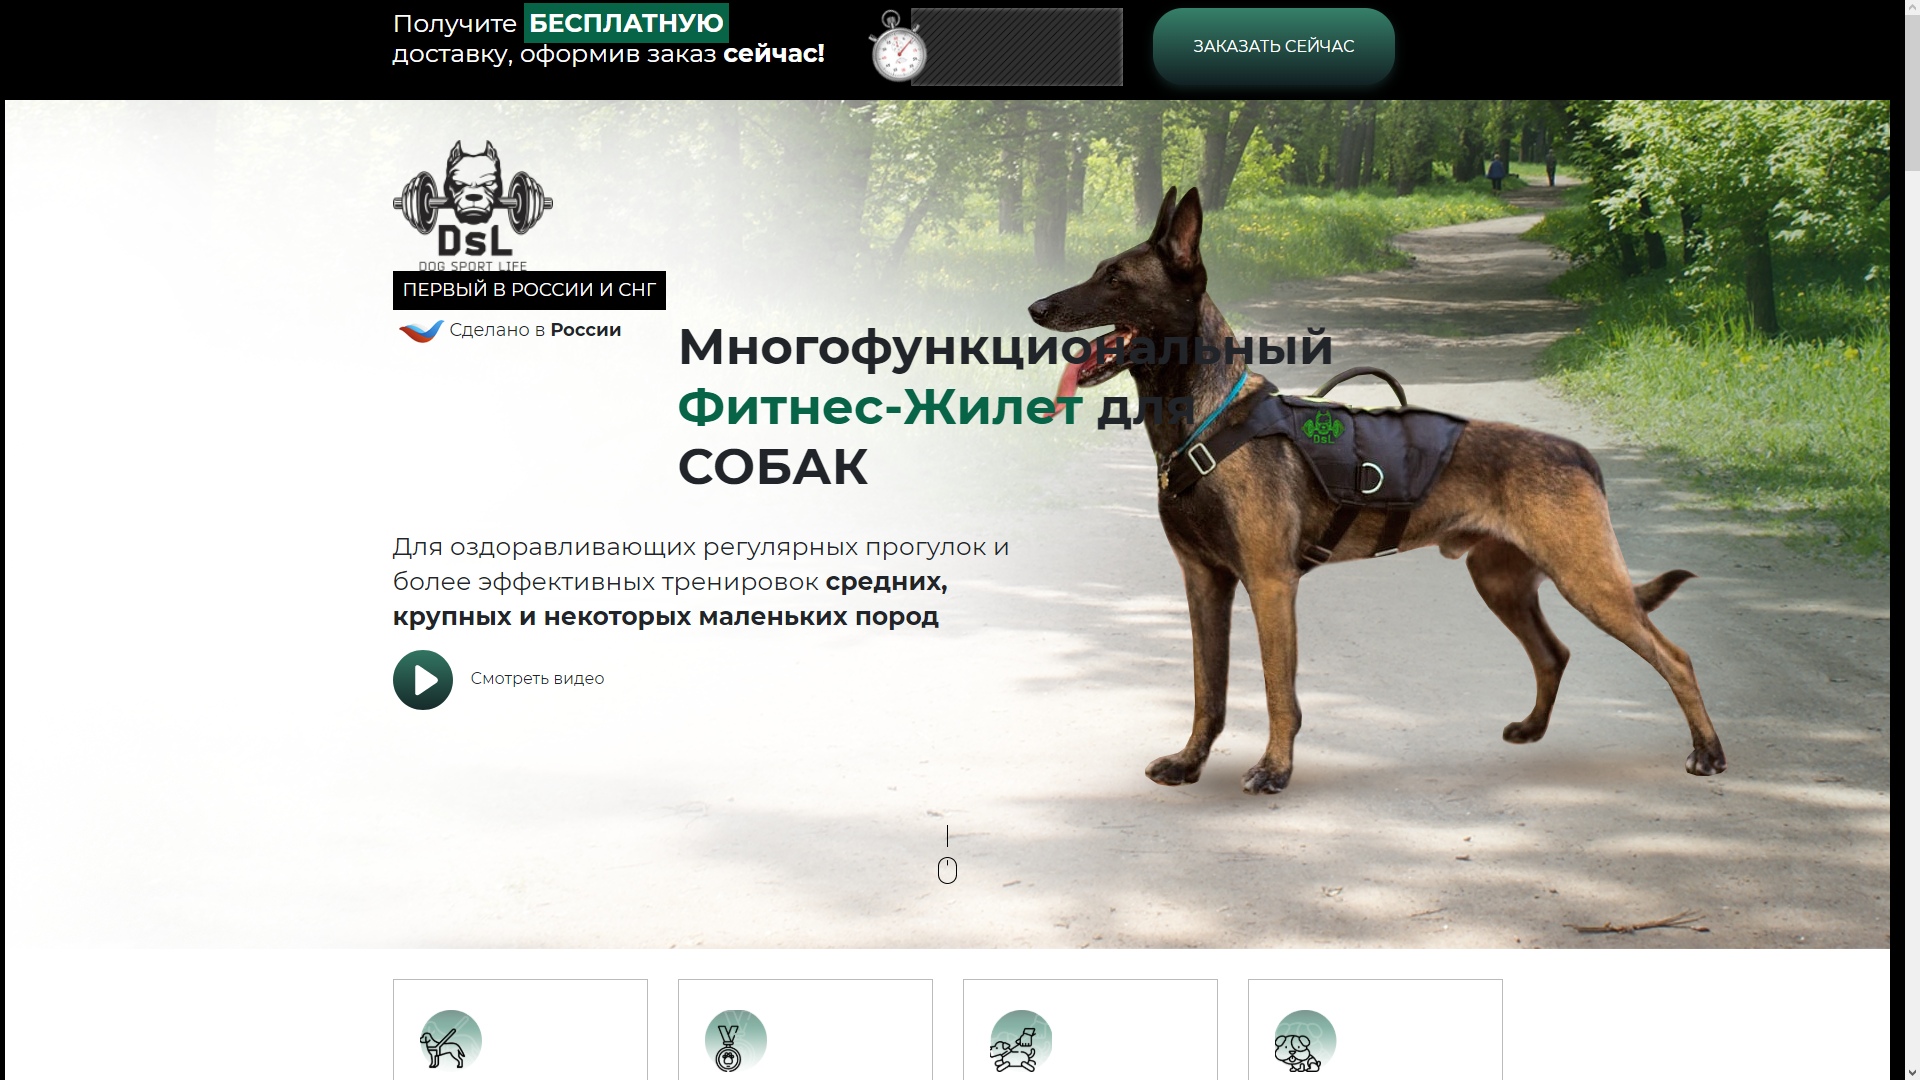 Получите БЕСПЛАТНУЮ
доставку, оформив заказ сейчас!
ЗАКАЗАТЬ СЕЙЧАС
DsL
DOG SPORT LIFE
ПЕРВЫЙ В РОССИИ И СНГ
Сделано в России
Многофункциональный
Фитнес-Жилет для
СОБАК
DsL
Для оздоравливающих регулярных прогулок и
более эффективных тренировок средних,
крупных и некоторых маленьких пород
Смотреть видео